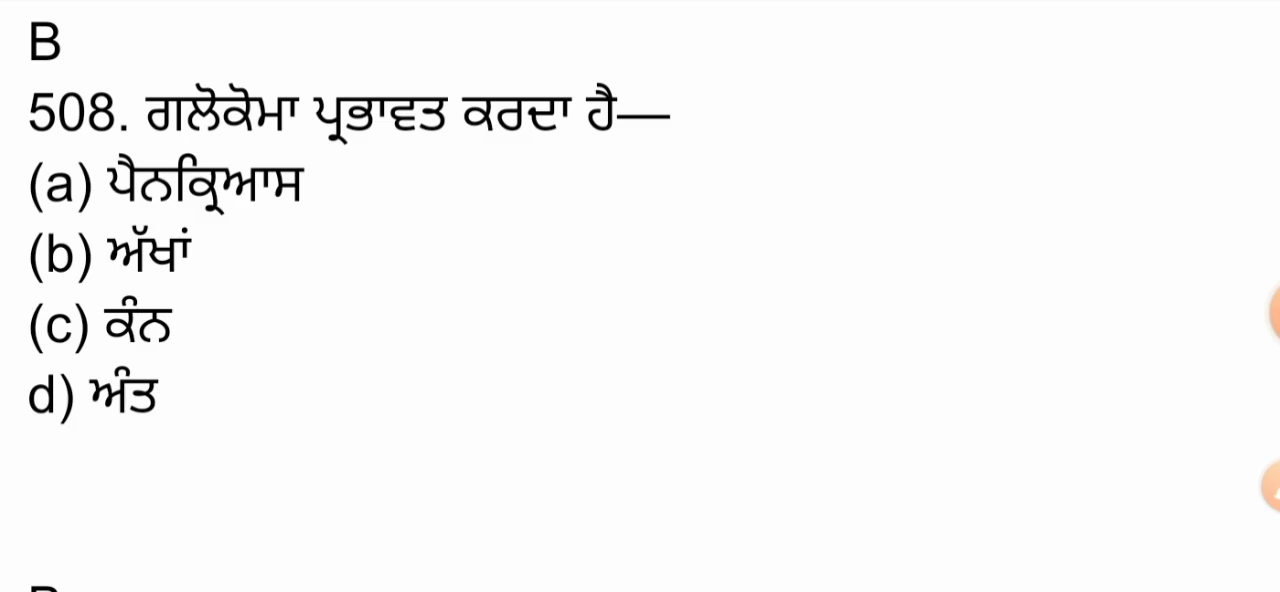 B
508. ਗਲੋਕੋਮਾ ਪ੍ਰਭਾਵਤ ਕਰਦਾ ਹੈ—
(a) ਪੈਨਕ੍ਰਿਆਸ
(b) ਅੱਖਾਂ
(c) ਕੰਨ
d) ਅੰਤ